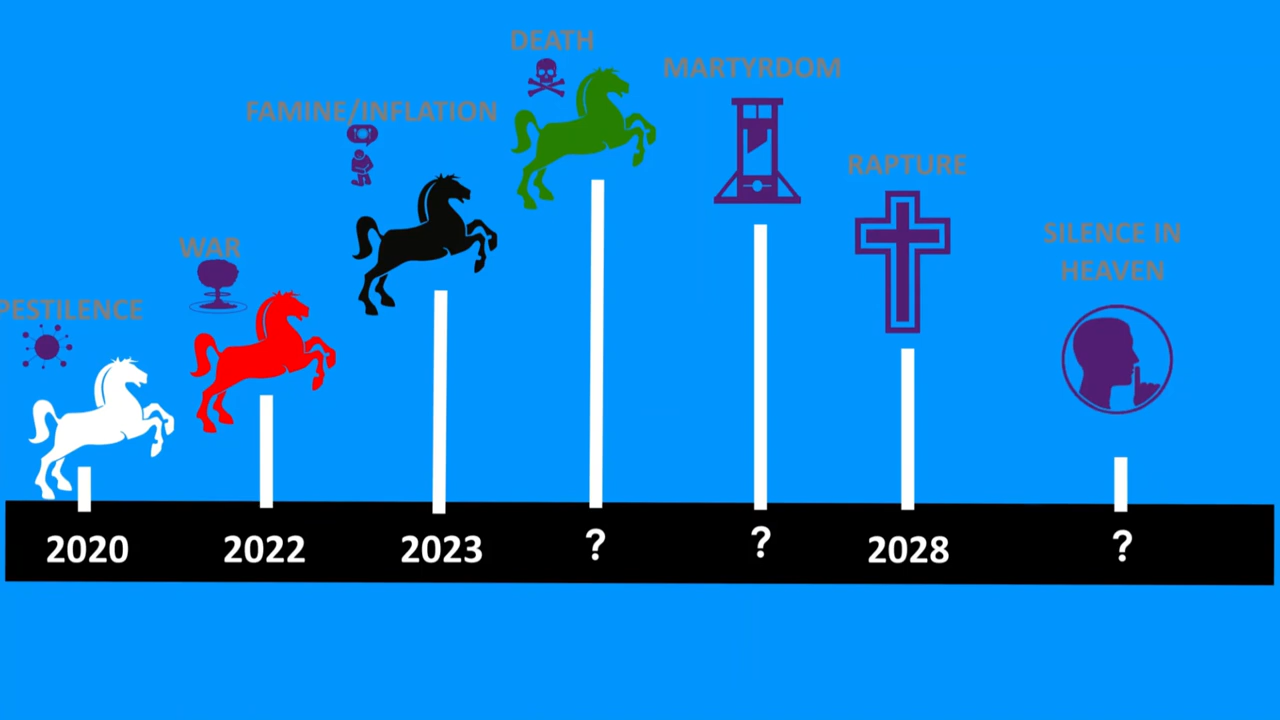 DEATH
MARTYRDOM
FAMINE/INFLATION
RAPTURE
SILENCE IN
HEAVEN
WAR
PESTILENCE
2020 2022 2023 ? ? 2028 ?